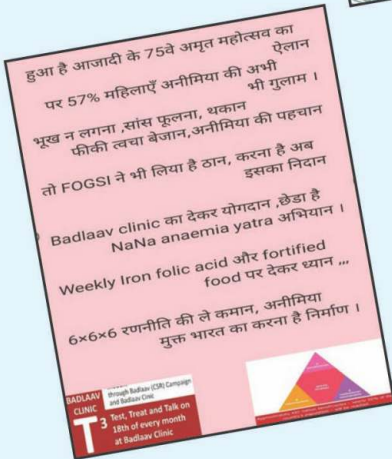 हुआ है आजादी के 75वे अमृत महोत्सव का
ऐलान
पर 57% महिलाएँ अनीमिया की अभी
भी गुलाम ।
भूख न लगना ,सांस फूलना, थकान
फीकी त्वचा बेजान,अनीमिया की पहचान
तो FOGSI ने भी लिया है ठान, करना है अब
इसका निदान
Badlaav clinic का देकर योगदान ,छेडा है
NaNa anaemia yatra अभियान ।
Weekly Iron folic acid और fortified
food पर देकर ध्यान ,,,
6×6×6 रणनीति की ले कमान, अनीमिया
मुक्त भारत का करना है निर्माण ।
BADLAAV
CLINIC
through Badlaav (CSR) Campaign
and Badlaav Clinic
T3 Test, Treat and Talk on
18th of every month
at Badlaav Clinic